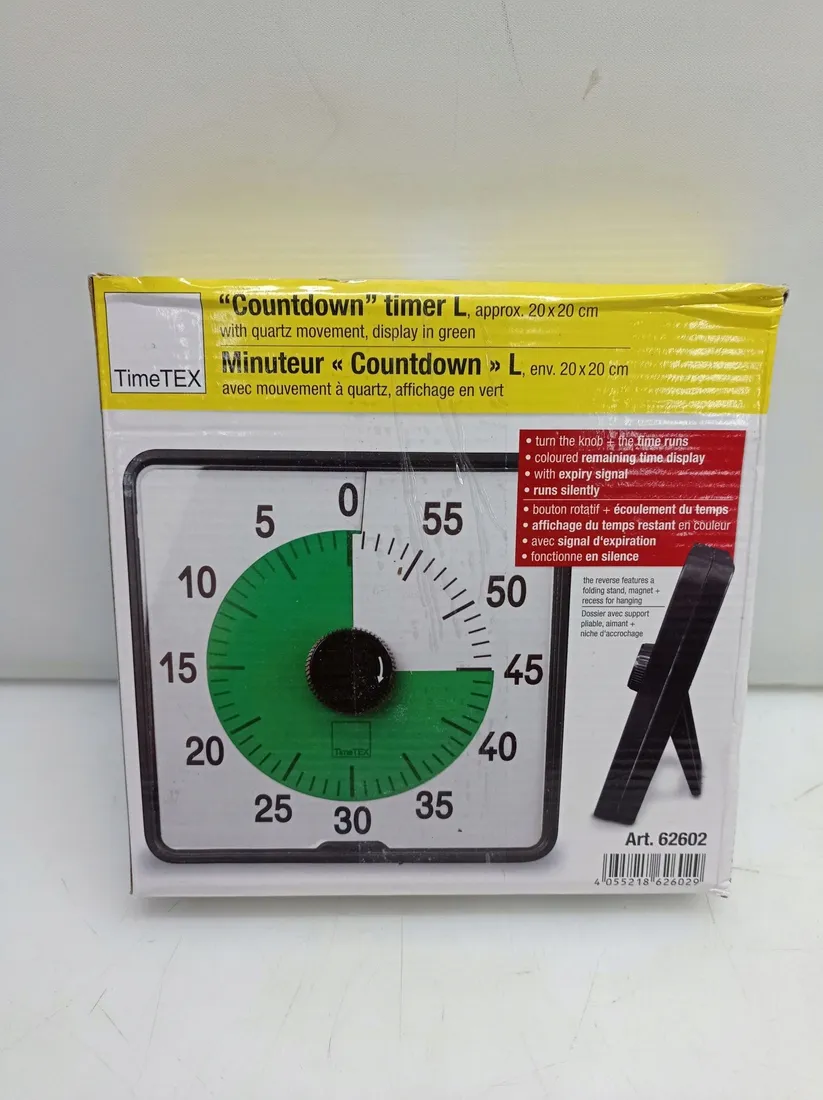 TimeTEX
“Countdown” timer L, approx. 20 x 20 cm
with quartz movement, display in green
Minuteur « Countdown » L, env. 20 x 20 cm
avec mouvement à quartz, affichage en vert
• turn the knob + the time runs
• coloured remaining time display
• with expiry signal
• runs silently
• bouton rotatif + écoulement du temps
• affichage du temps restant en couleur
• avec signal d'expiration
• fonctionne en silence
the reverse features a
folding stand, magnet +
recess for hanging
Dossier avec support
pliable, aimant +
niche d'accrochage
0
55
50
45
40
35
30
25
20
15
10
5
TimeTEX
Art. 62602
4 055218 626029